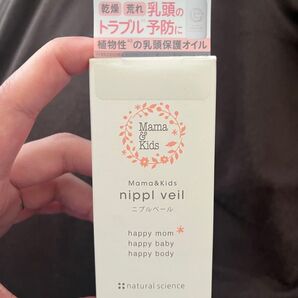 乾燥 荒れ 乳頭の
トラブル予防に
植物性の乳頭保護オイル
Mama
&
Kids
Mama&Kids
nippl veil
ニプルベール
happy mom
happy baby
happy body
natural science